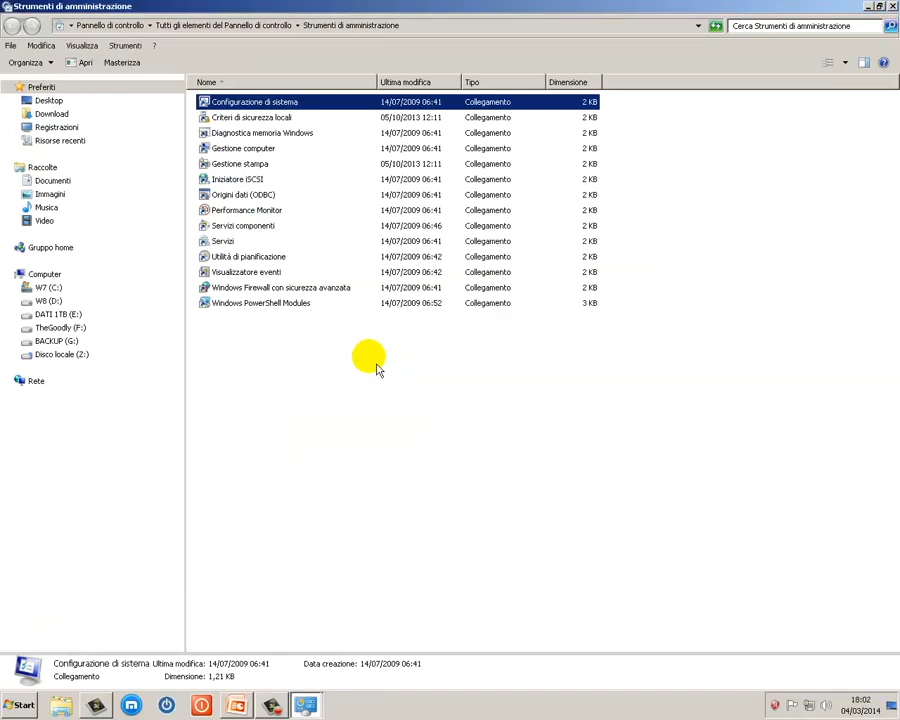 Strumenti di amministrazione
Pannello di controllo Tutti gli elementi del Pannello di controllo Strumenti di amministrazione Cerca Strumenti di amministrazione
File Modifica Visualizza Strumenti ?
Organizza Apri Masterizza
Preferiti
Desktop
Download
Registrazioni
Risorse recenti
Raccolte
Documenti
Immagini
Musica
Video
Gruppo home
Computer
W7 (C:)
W8 (D:)
DATI 1TB (E:)
TheGoodly (F:)
BACKUP (G:)
Disco locale (Z:)
Rete
Nome Ultima modifica Tipo Dimensione
Configurazione di sistema 14/07/2009 06:41 Collegamento 2 KB
Criteri di sicurezza locali 05/10/2013 12:11 Collegamento 2 KB
Diagnostica memoria Windows 14/07/2009 06:41 Collegamento 2 KB
Gestione computer 14/07/2009 06:41 Collegamento 2 KB
Gestione stampa 05/10/2013 12:11 Collegamento 2 KB
Iniziatore iSCSI 14/07/2009 06:41 Collegamento 2 KB
Origini dati (ODBC) 14/07/2009 06:41 Collegamento 2 KB
Performance Monitor 14/07/2009 06:41 Collegamento 2 KB
Servizi componenti 14/07/2009 06:46 Collegamento 2 KB
Servizi 14/07/2009 06:41 Collegamento 2 KB
Utilità di pianificazione 14/07/2009 06:42 Collegamento 2 KB
Visualizzatore eventi 14/07/2009 06:42 Collegamento 2 KB
Windows Firewall con sicurezza avanzata 14/07/2009 06:41 Collegamento 2 KB
Windows PowerShell Modules 14/07/2009 06:52 Collegamento 3 KB
Configurazione di sistema Ultima modifica: 14/07/2009 06:41 Data creazione: 14/07/2009 06:41
Collegamento Dimensione: 1,21 KB
Start
18:02
04/03/2014